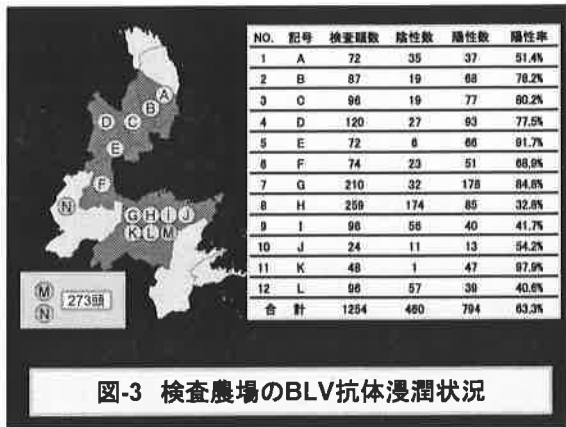 NO. 記号 検査頭数 陰性数 陽性数 陽性率
1 A 72 35 37 51.4%
2 B 87 19 68 78.2%
3 C 96 19 77 80.2%
4 D 120 27 93 77.5%
5 E 72 6 66 91.7%
6 F 74 23 51 68.9%
7 G 210 32 178 84.8%
8 H 259 174 85 32.8%
9 I 96 56 40 41.7%
10 J 24 11 13 54.2%
11 K 48 1 47 97.9%
12 L 96 57 39 40.6%
合 計 1254 460 794 63.3%
A
B
D C
E
F
N
G H I J
K L M
M
N
273頭
図-3 検査農場のBLV抗体浸潤状況